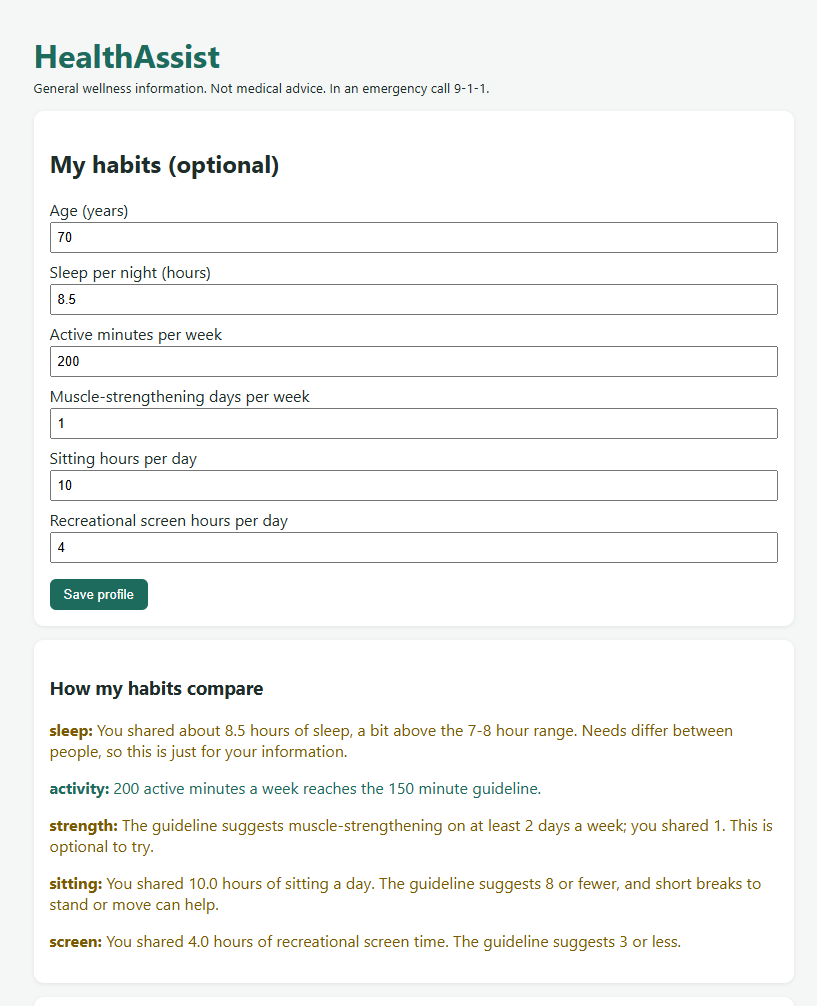 HealthAssist
General wellness information. Not medical advice. In an emergency call 9-1-1.
My habits (optional)
Age (years)
70
Sleep per night (hours)
8.5
Active minutes per week
200
Muscle-strengthening days per week
1
Sitting hours per day
10
Recreational screen hours per day
4
Save profile
How my habits compare
sleep: You shared about 8.5 hours of sleep, a bit above the 7-8 hour range. Needs differ between
people, so this is just for your information.
activity: 200 active minutes a week reaches the 150 minute guideline.
strength: The guideline suggests muscle-strengthening on at least 2 days a week; you shared 1. This is
optional to try.
sitting: You shared 10.0 hours of sitting a day. The guideline suggests 8 or fewer, and short breaks to
stand or move can help.
screen: You shared 4.0 hours of recreational screen time. The guideline suggests 3 or less.